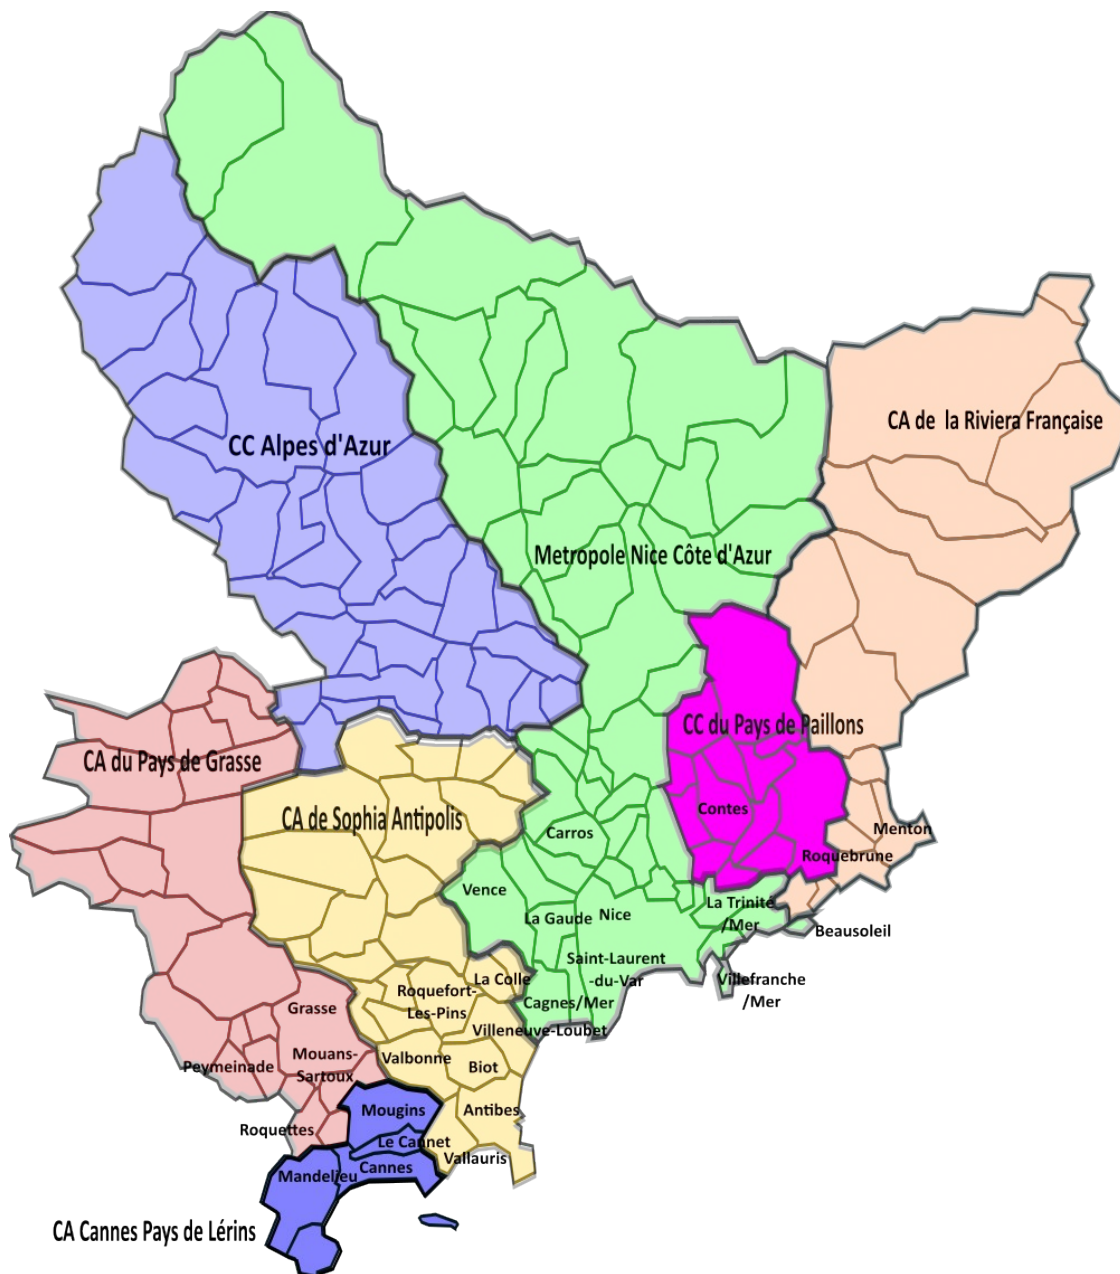 CA de  la Riviera Française
CC Alpes d'Azur
Metropole Nice Côte d'Azur
CC du Pays de Paillons
CA du Pays de Grasse
CA de Sophia Antipolis
Contes
Carros
Menton
Roquebrune
Vence
La Trinité
/Mer
La Gaude
Nice
Beausoleil
Saint-Laurent
-du-Var
La Colle
Villefranche
/Mer
Roquefort-
Les-Pins
Cagnes/Mer
Grasse
Villeneuve-Loubet
Mouans-
Sartoux
Peymeinade
Valbonne
Biot
Mougins
Antibes
Roquettes
Le Cannet
Vallauris
Cannes
Mandelieu
CA Cannes Pays de Lérins